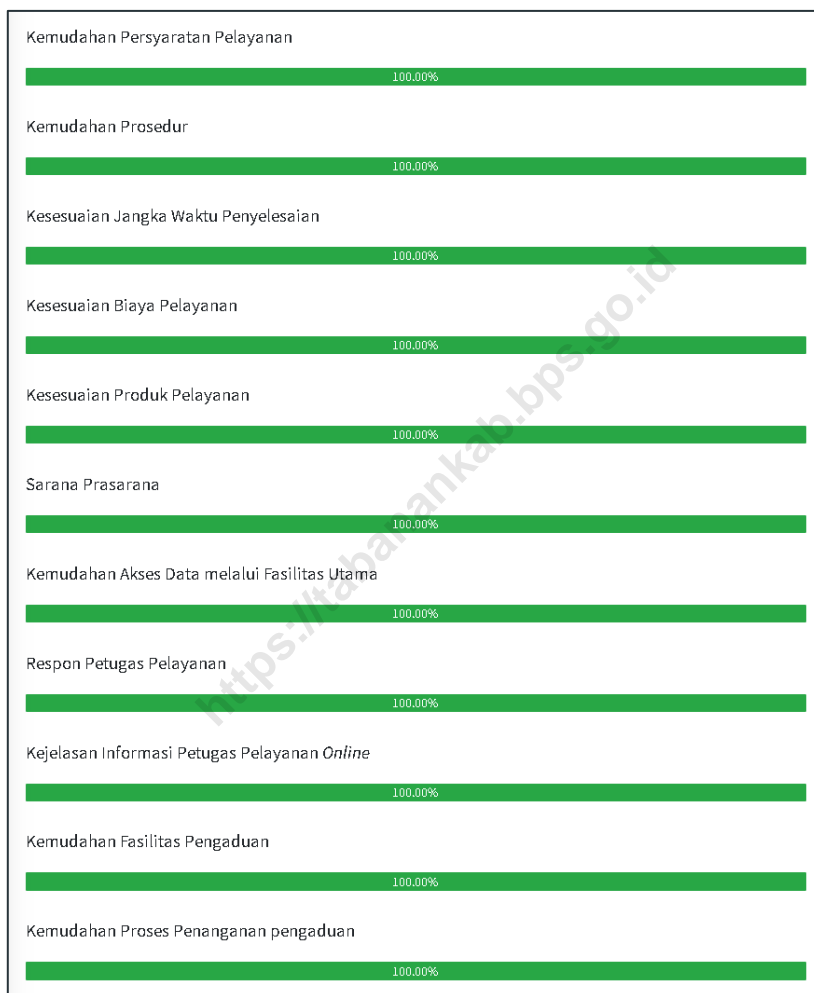 Kemudahan Persyaratan Pelayanan
100.00%
Kemudahan Prosedur
100.00%
Kesesuaian Jangka Waktu Penyelesaian
100.00%
Kesesuaian Biaya Pelayanan
100.00%
Kesesuaian Produk Pelayanan
100.00%
Sarana Prasarana
100.00%
Kemudahan Akses Data melalui Fasilitas Utama
100.00%
Respon Petugas Pelayanan
100.00%
Kejelasan Informasi Petugas Pelayanan Online
100.00%
Kemudahan Fasilitas Pengaduan
100.00%
Kemudahan Proses Penanganan pengaduan
100.00%
https://tabanankab.bps.go.id